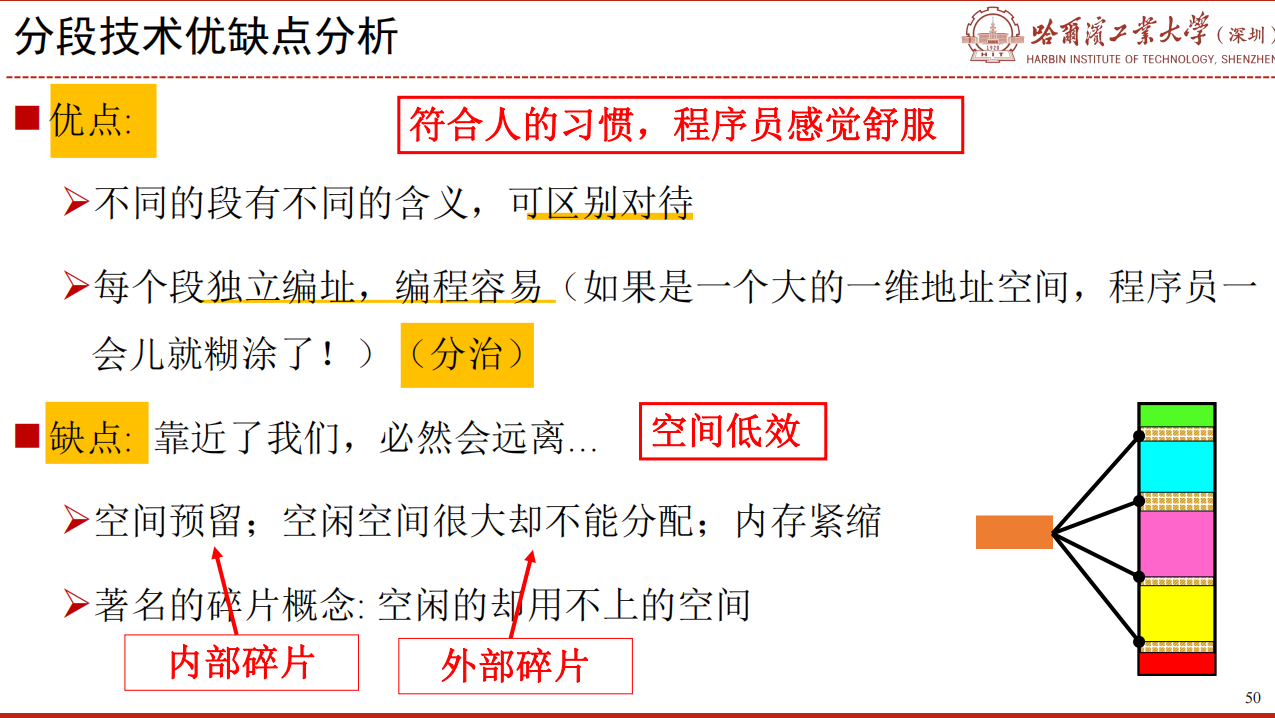 分段技术优缺点分析
哈尔滨工业大学(深圳)
HARBIN INSTITUTE OF TECHNOLOGY, SHENZHEN
优点:
符合人的习惯，程序员感觉舒服
不同的段有不同的含义，可区别对待
每个段独立编址，编程容易（如果是一个大的一维地址空间，程序员一
会儿就糊涂了！）（分治）
缺点: 靠近了我们，必然会远离...
空间低效
空间预留；空闲空间很大却不能分配；内存紧缩
著名的碎片概念: 空闲的却用不上的空间
内部碎片
外部碎片
50